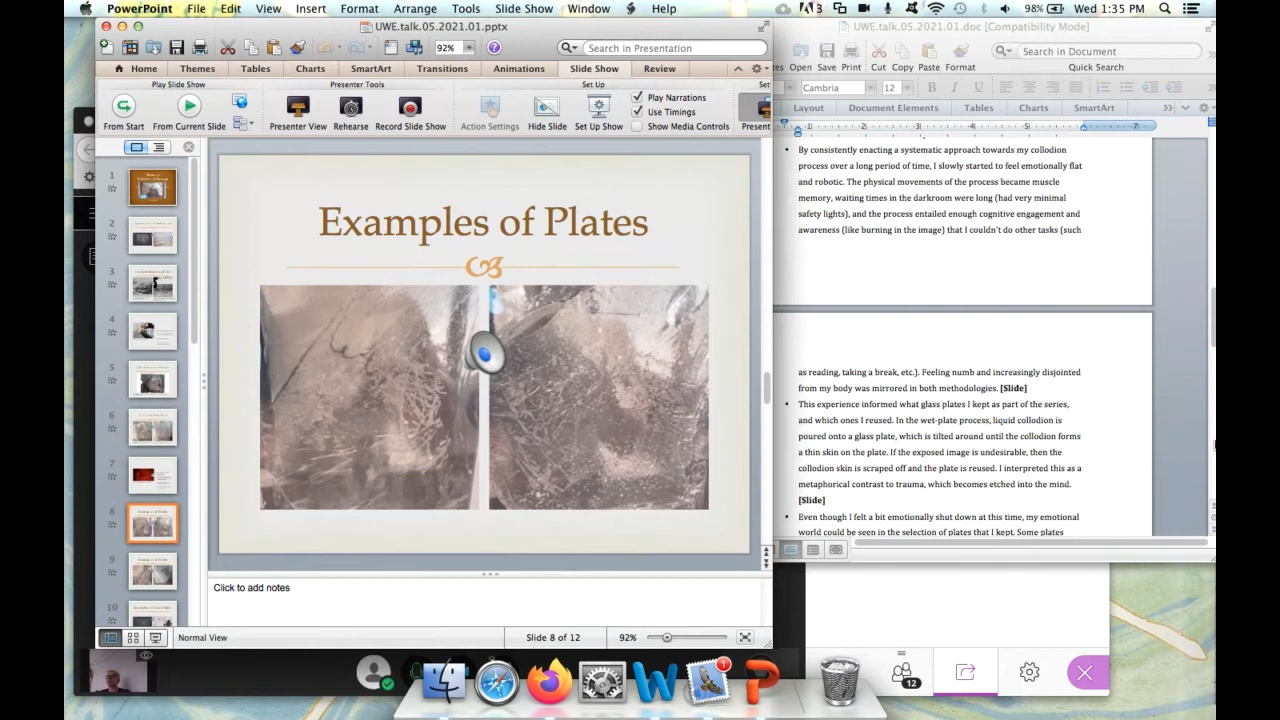 PowerPoint File Edit View Insert Format Tools Slide Show Window Help
3 98% Wed 1:35 PM
UWE.talk.05.2021.01.pptx
92%
Search in Presentation
Home Themes Tables Charts SmartArt Transitions Animations Slide Show Review
Play Slide Show Presenter Tools Set Up
From Start From Current Slide Presenter View Rehearse Record Slide Show Action Settings Hide Slide Set Up Show
Play Narrations
Use Timings
Show Media Controls
1
2
3
4
5
6
7
8
9
10
Examples of Plates
Click to add notes
Normal View Slide 8 of 12 92%
UWE.talk.05.2021.01.doc [Compatibility Mode]
Open Save Print Cut Copy Paste Format
Search in Document
Quick Search
Cambria 12
Layout Document Elements Tables Charts SmartArt
• By consistently enacting a systematic approach towards my collodion
process over a long period of time, I slowly started to feel emotionally flat
and robotic. The physical movements of the process became muscle
memory, waiting times in the darkroom were long (had very minimal
safety lights), and the process entailed enough cognitive engagement and
awareness (like burning in the image) that I couldn't do other tasks (such
as reading, taking a break, etc.). Feeling numb and increasingly disjointed
from my body was mirrored in both methodologies. [Slide]
• This experience informed what glass plates I kept as part of the series,
and which ones I reused. In the wet-plate process, liquid collodion is
poured onto a glass plate, which is tilted around until the collodion forms
a thin skin on the plate. If the exposed image is undesirable, then the
collodion skin is scraped off and the plate is reused. I interpreted this as a
metaphorical contrast to trauma, which becomes etched into the mind.
[Slide]
• Even though I felt a bit emotionally shut down at this time, my emotional
world could be seen in the selection of plates that I kept. Some plates
1
12